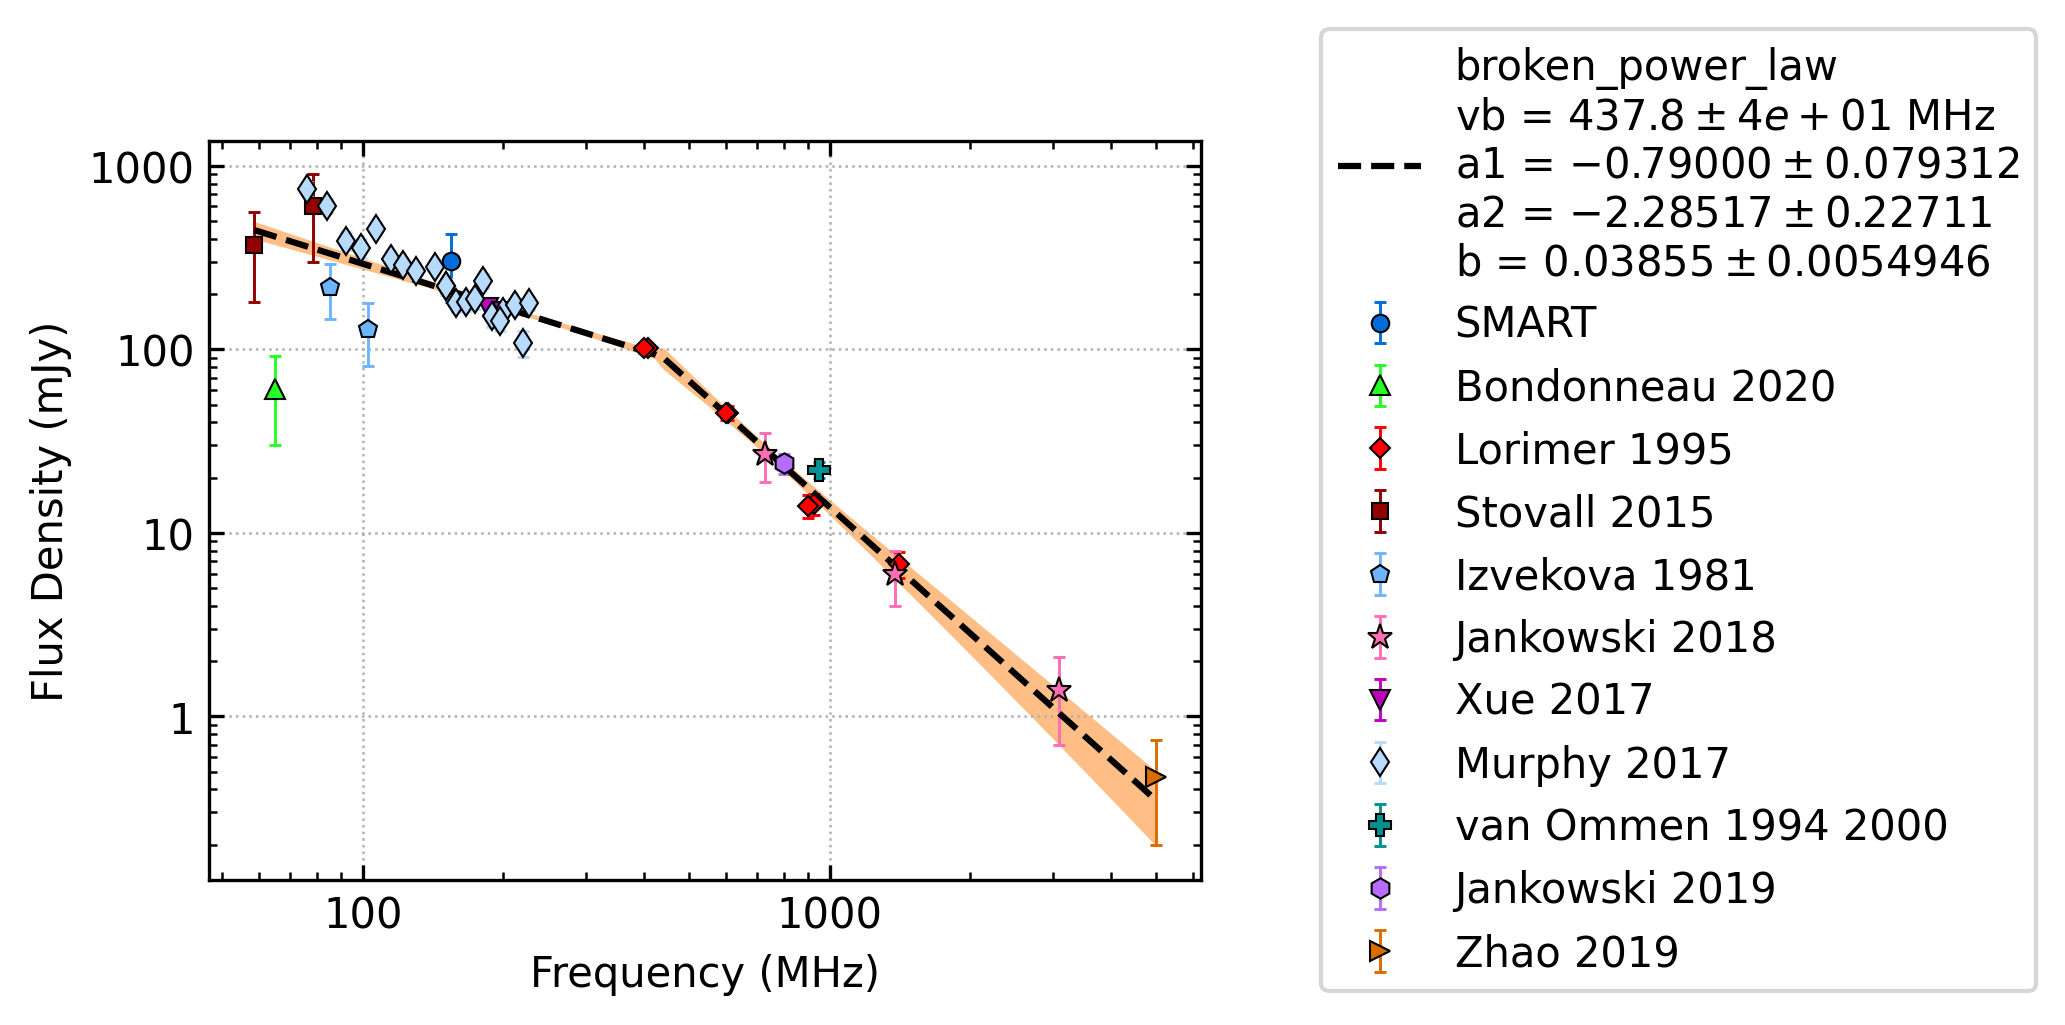 broken_power_law
vb = 437.8 ± 4e + 01 MHz
a1 = −0.79000 ± 0.079312
a2 = −2.28517 ± 0.22711
b = 0.03855 ± 0.0054946
SMART
Bondonneau 2020
Lorimer 1995
Stovall 2015
Izvekova 1981
Jankowski 2018
Xue 2017
Murphy 2017
van Ommen 1994 2000
Jankowski 2019
Zhao 2019
Flux Density (mJy)
1000
100
10
1
100 1000
Frequency (MHz)